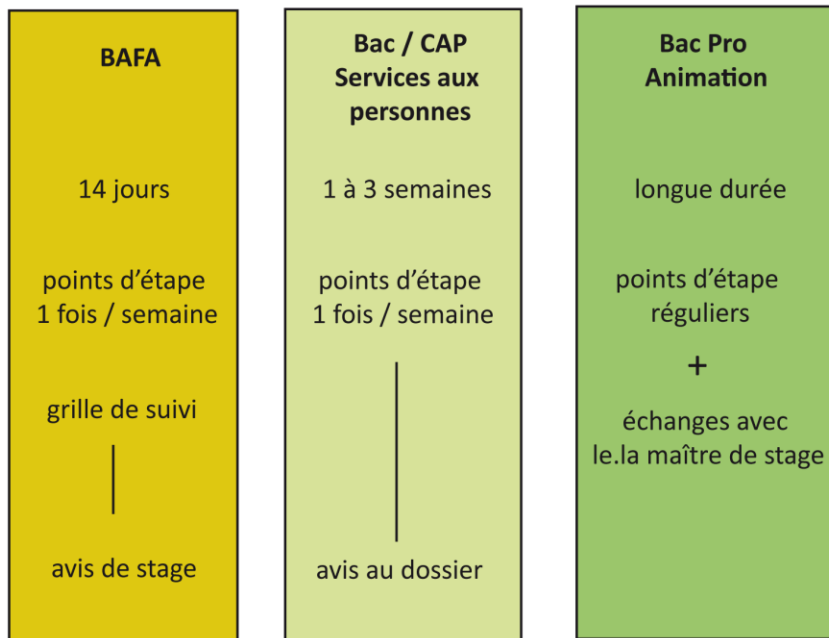 BAFA
14 jours
points d’étape
1 fois / semaine
grille de suivi
avis de stage
Bac / CAP
Services aux
personnes
1 à 3 semaines
points d’étape
1 fois / semaine
avis au dossier
Bac Pro
Animation
longue durée
points d’étape
réguliers
+
échanges avec
le.la maître de stage